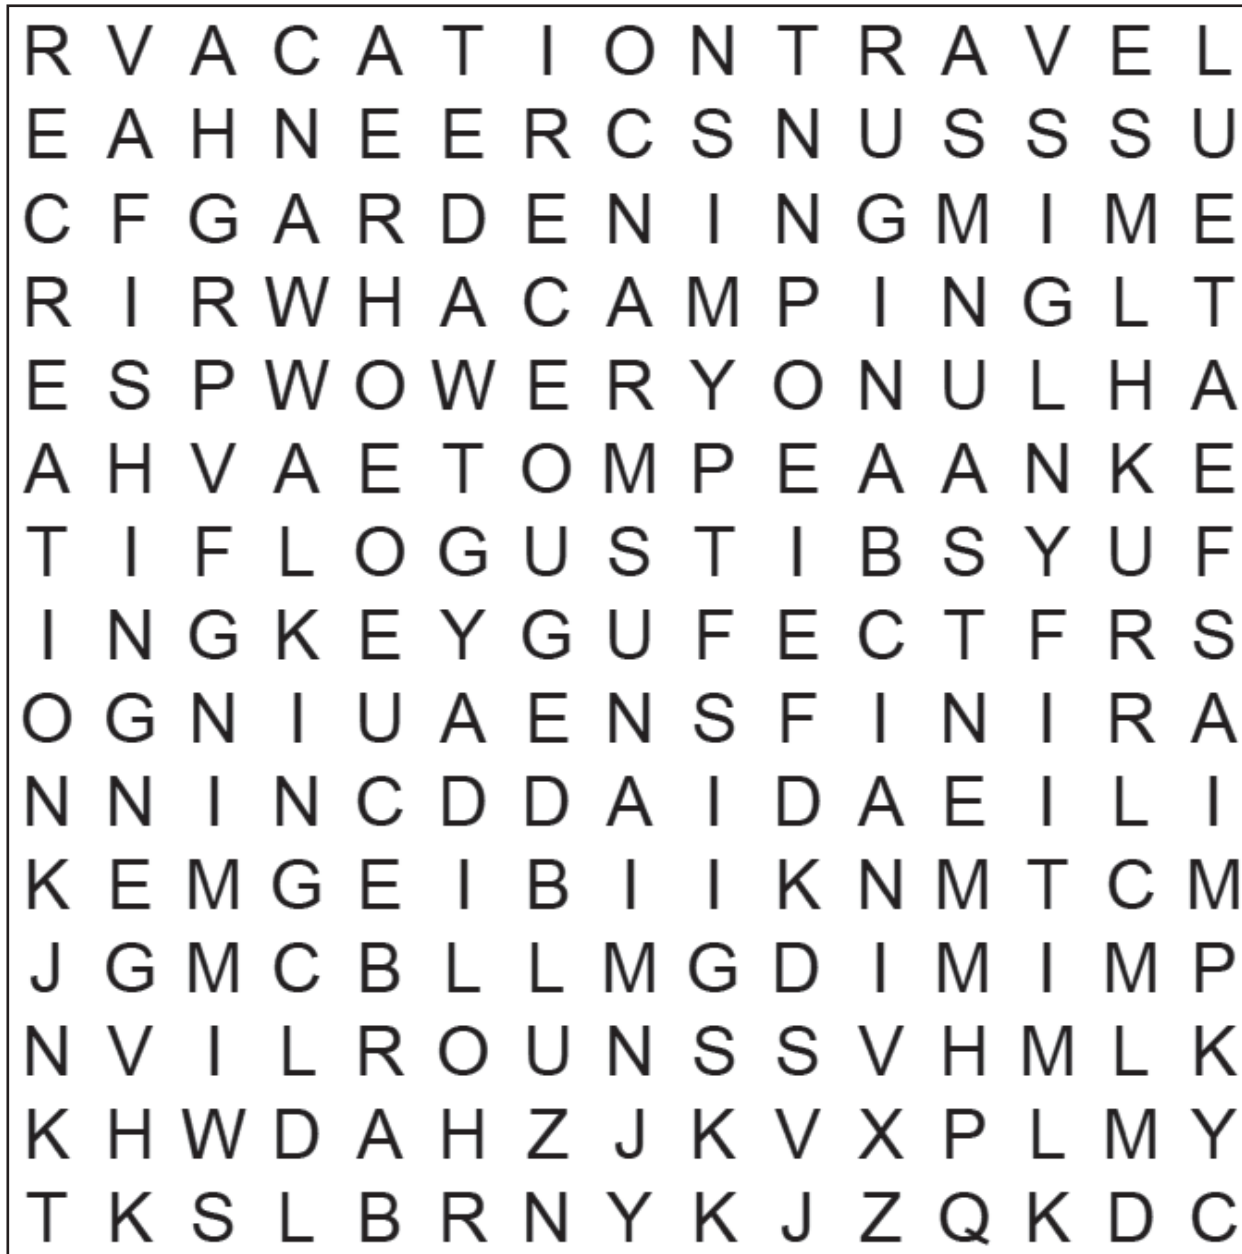 R V A C A T I O N T R A V E L
E A H N E E R C S N U S S S U
C F G A R D E N I N G M I M E
R I R W H A C A M P I N G L T
E S P W O W E R Y O N U L H A
A H V A E T O M P E A A N K E
T I F L O G U S T I B S Y U F
I N G K E Y G U F E C T F R S
O G N I U A E N S F I N I R A
N N I N C D D A I D A E I L I
K E M G E I B I I K N M T C M
J G M C B L L M G D I M I M P
N V I L R O U N S S V H M L K
K H W D A H Z J K V X P L M Y
T K S L B R N Y K J Z Q K D C